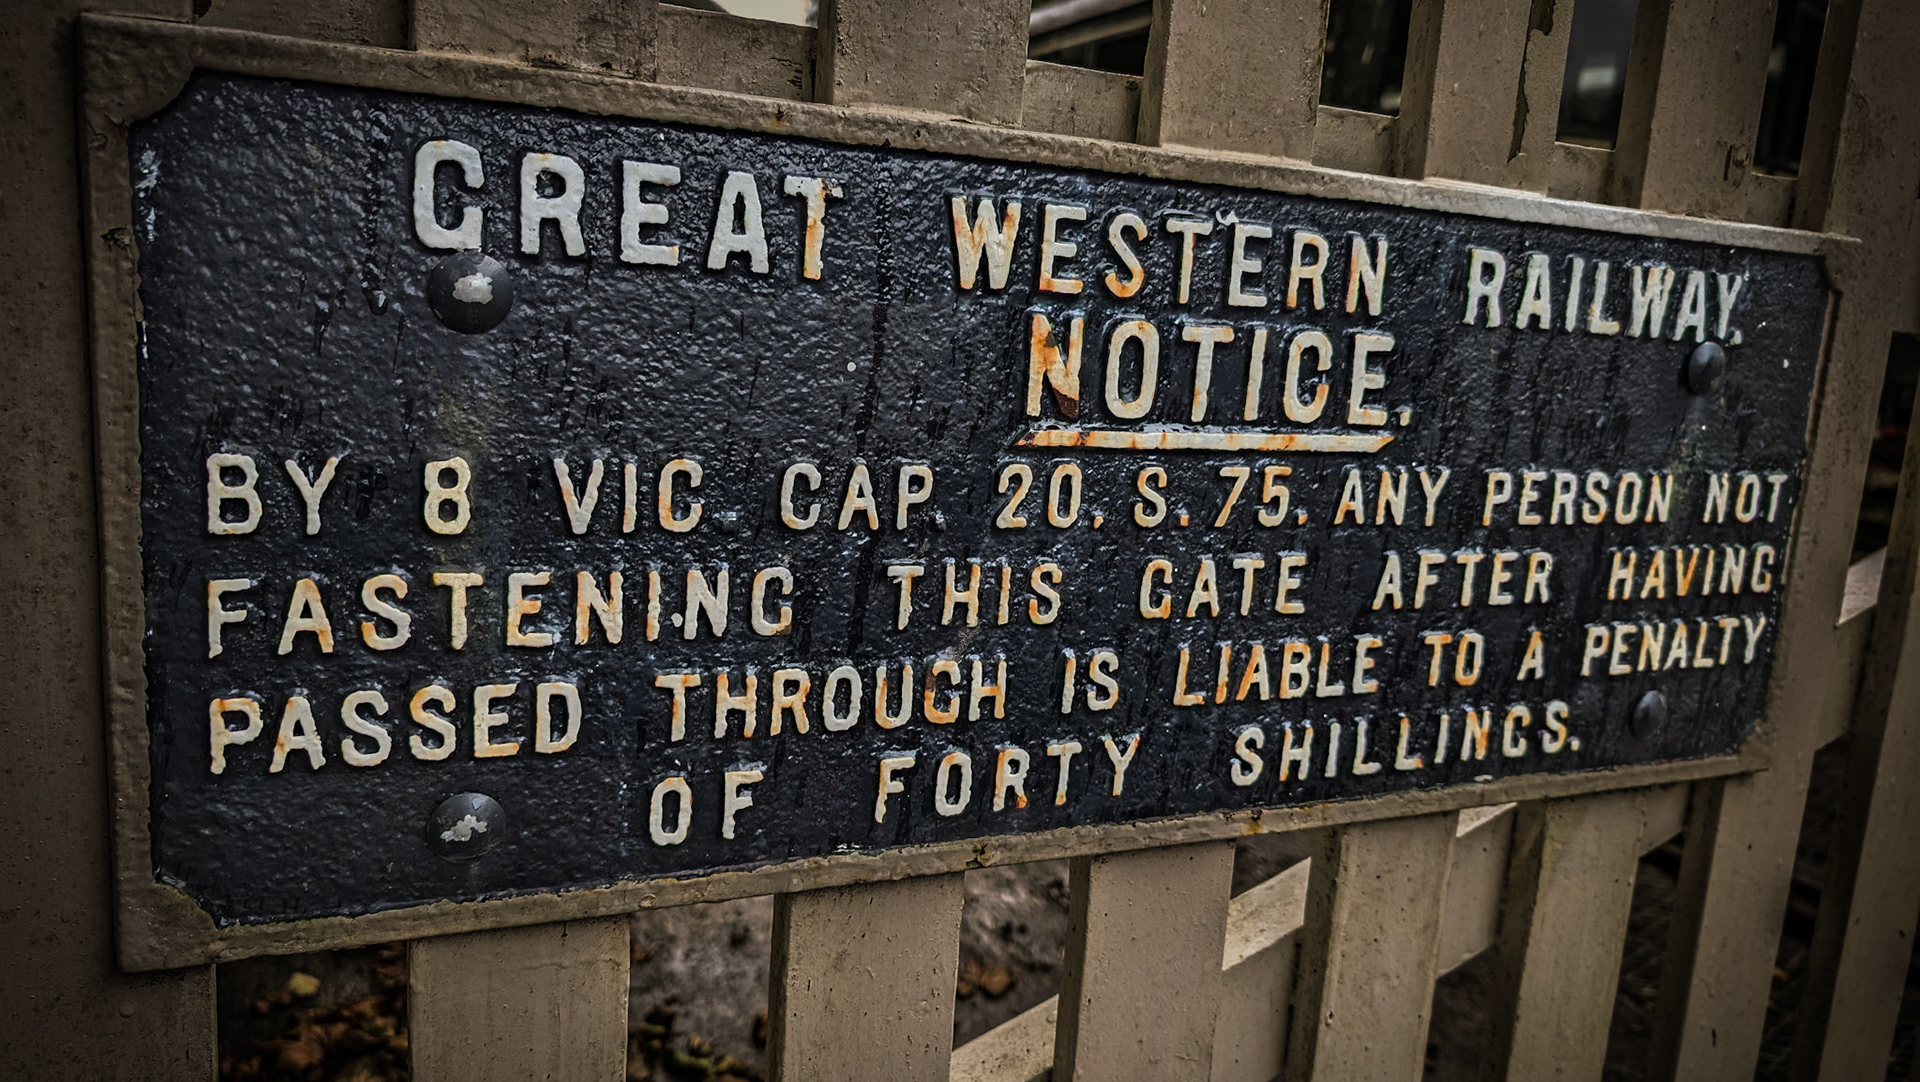 GREAT WESTERN RAILWAY.
NOTICE.
BY 8 VIC. CAP. 20. S. 75. ANY PERSON NOT
FASTENING THIS GATE AFTER HAVING
PASSED THROUGH IS LIABLE TO A PENALTY
OF FORTY SHILLINGS.